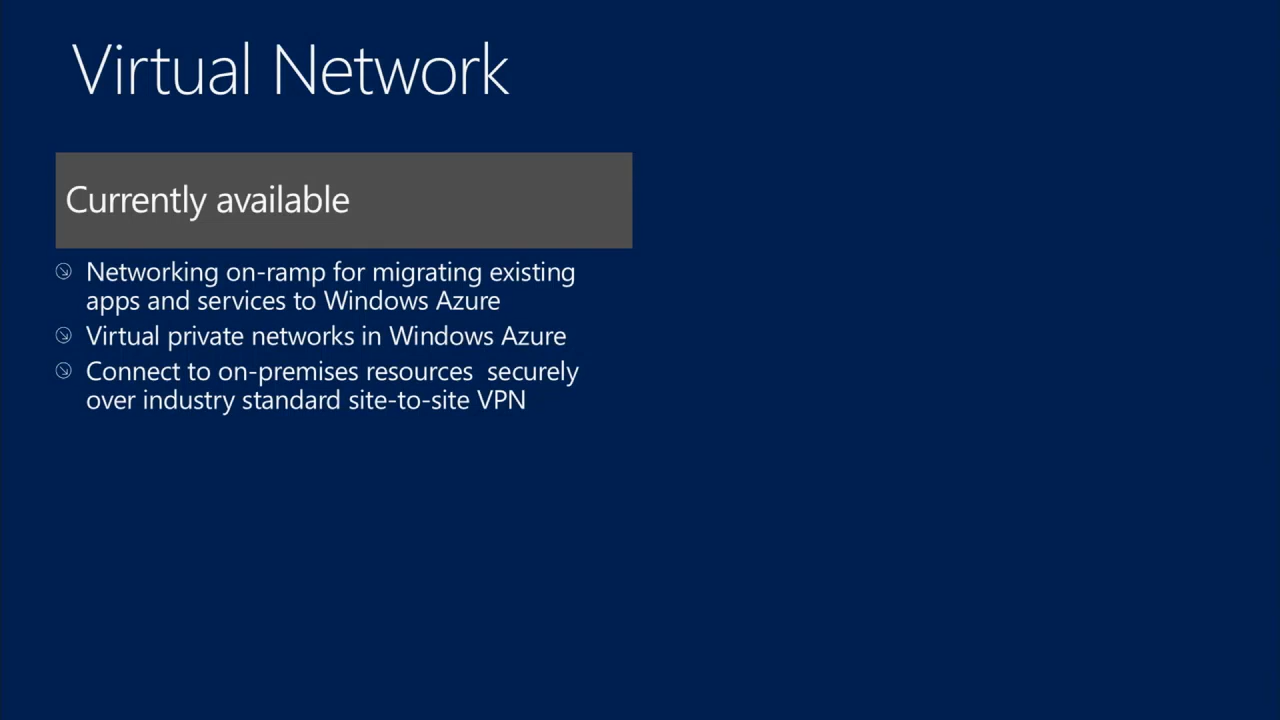 Virtual Network
Currently available
Networking on-ramp for migrating existing
apps and services to Windows Azure
Virtual private networks in Windows Azure
Connect to on-premises resources  securely
over industry standard site-to-site VPN